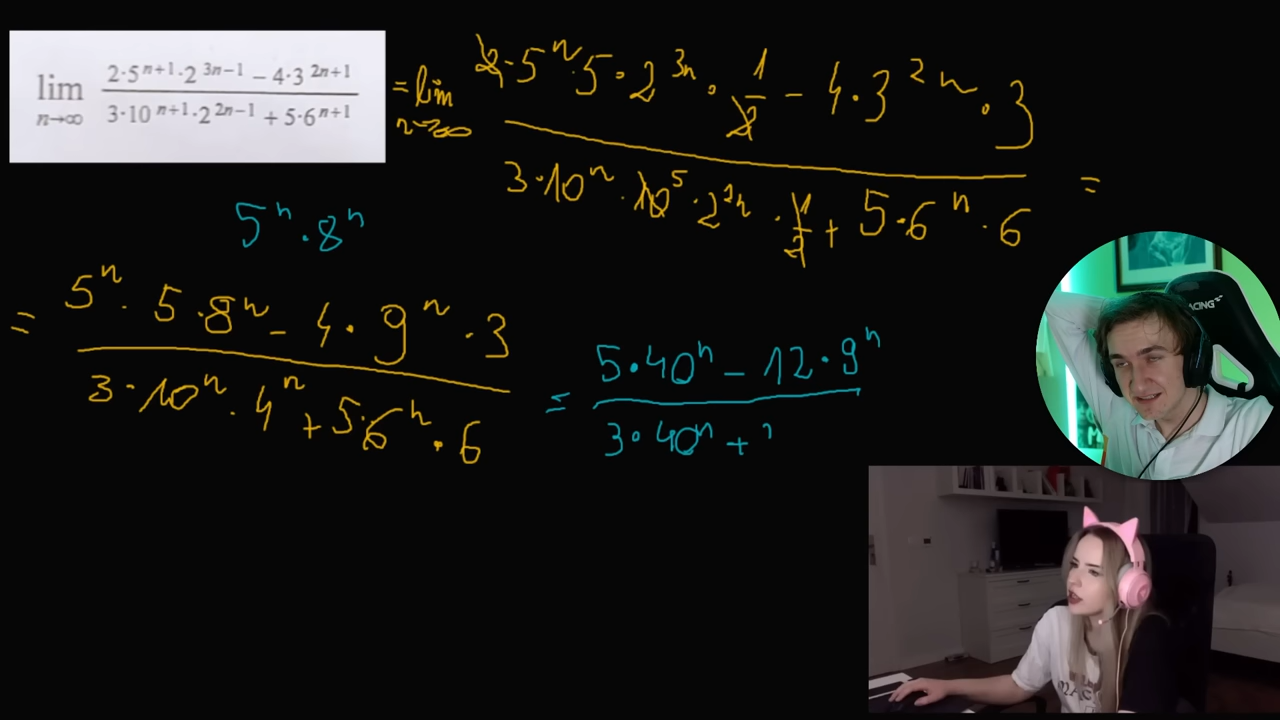 lim n→∞ (2·5^{n+1}·2^{3n−1} − 4·3^{2n+1}) / (3·10^{n+1}·2^{2n−1} + 5·6^{n+1})
= lim n→∞ (2·5^n·5·2^{3n}·1/2 − 4·3^{2n}·3) / (3·10^n·10^5·2^{2n}·1/2 + 5·6^n·6) =
5^n·8^n
= (5^n·5·8^n − 4·9^n·3) / (3·10^n·4^n + 5·6^n·6)
= (5·40^n − 12·9^n) / (3·40^n +
ACING